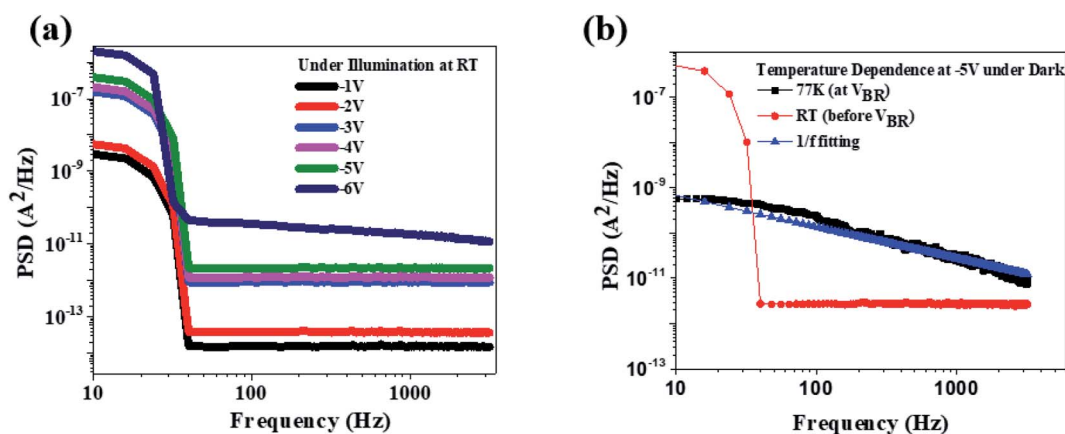 (a)
Under Illumination at RT
-1V
-2V
-3V
-4V
-5V
-6V
PSD (A²/Hz)
10⁻⁷
10⁻⁹
10⁻¹¹
10⁻¹³
10
100
1000
Frequency (Hz)
(b)
Temperature Dependence at -5V under Dark
77K (at V_BR)
RT (before V_BR)
1/f fitting
PSD (A²/Hz)
10⁻⁷
10⁻⁹
10⁻¹¹
10⁻¹³
10
100
1000
Frequency (Hz)